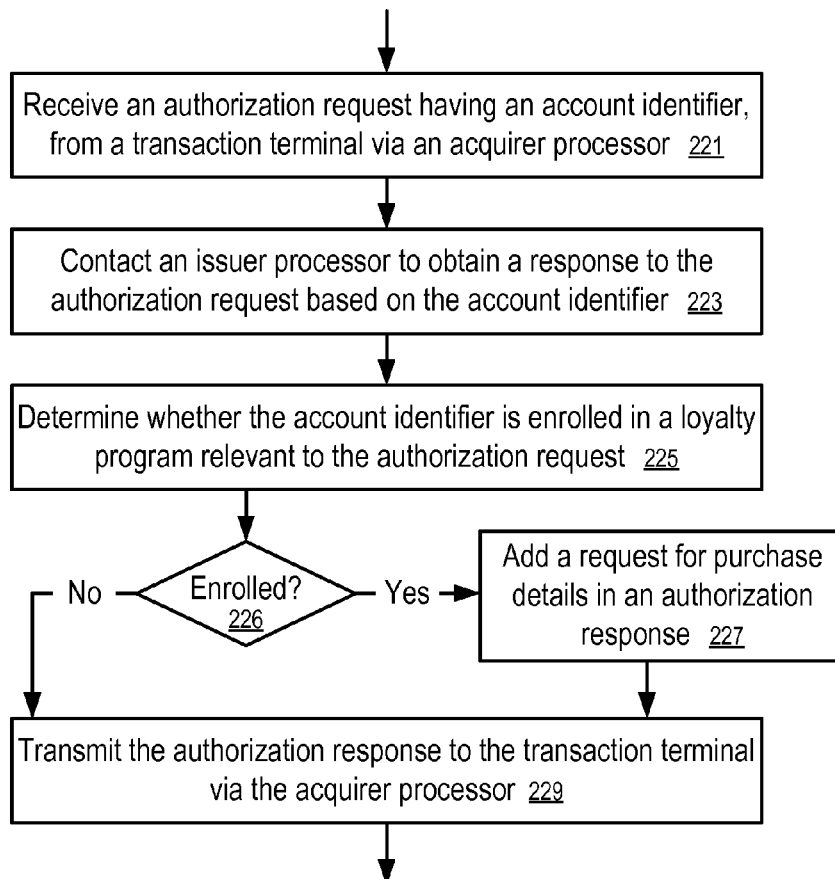 Receive an authorization request having an account identifier,
from a transaction terminal via an acquirer processor 221
Contact an issuer processor to obtain a response to the
authorization request based on the account identifier 223
Determine whether the account identifier is enrolled in a loyalty
program relevant to the authorization request 225
Enrolled?
226
No
Yes
Add a request for purchase
details in an authorization
response 227
Transmit the authorization response to the transaction terminal
via the acquirer processor 229